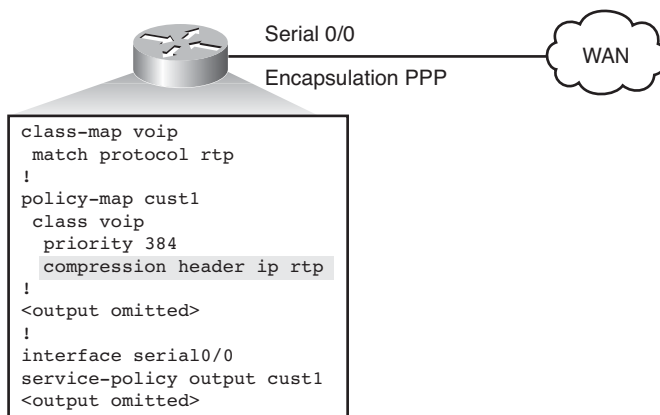 Serial 0/0
WAN
Encapsulation PPP
class-map voip
match protocol rtp
!
policy-map cust1
class voip
priority 384
compression header ip rtp
!
<output omitted>
!
interface serial0/0
service-policy output cust1
<output omitted>